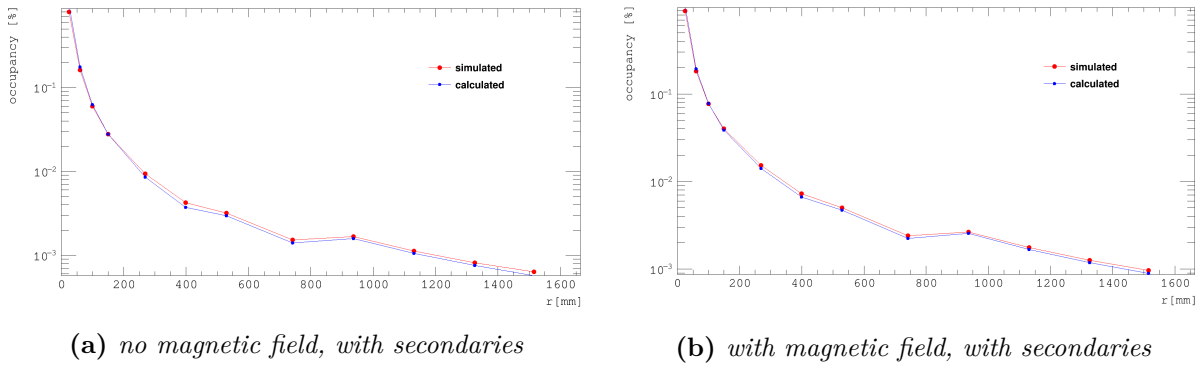 occupancy [%]
10⁻¹
10⁻²
10⁻³
simulated
calculated
0 200 400 600 800 1000 1200 1400 1600
r [mm]
(a) no magnetic field, with secondaries
occupancy [%]
10⁻¹
10⁻²
10⁻³
simulated
calculated
0 200 400 600 800 1000 1200 1400 1600
r [mm]
(b) with magnetic field, with secondaries